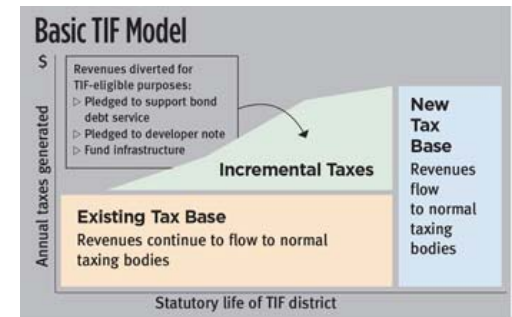 Basic TIF Model
$
Annual taxes generated
Revenues diverted for
TIF-eligible purposes:
▷ Pledged to support bond
debt service
▷ Pledged to developer note
▷ Fund infrastructure
Incremental Taxes
Existing Tax Base
Revenues continue to flow to normal
taxing bodies
New
Tax
Base
Revenues
flow
to normal
taxing
bodies
Statutory life of TIF district